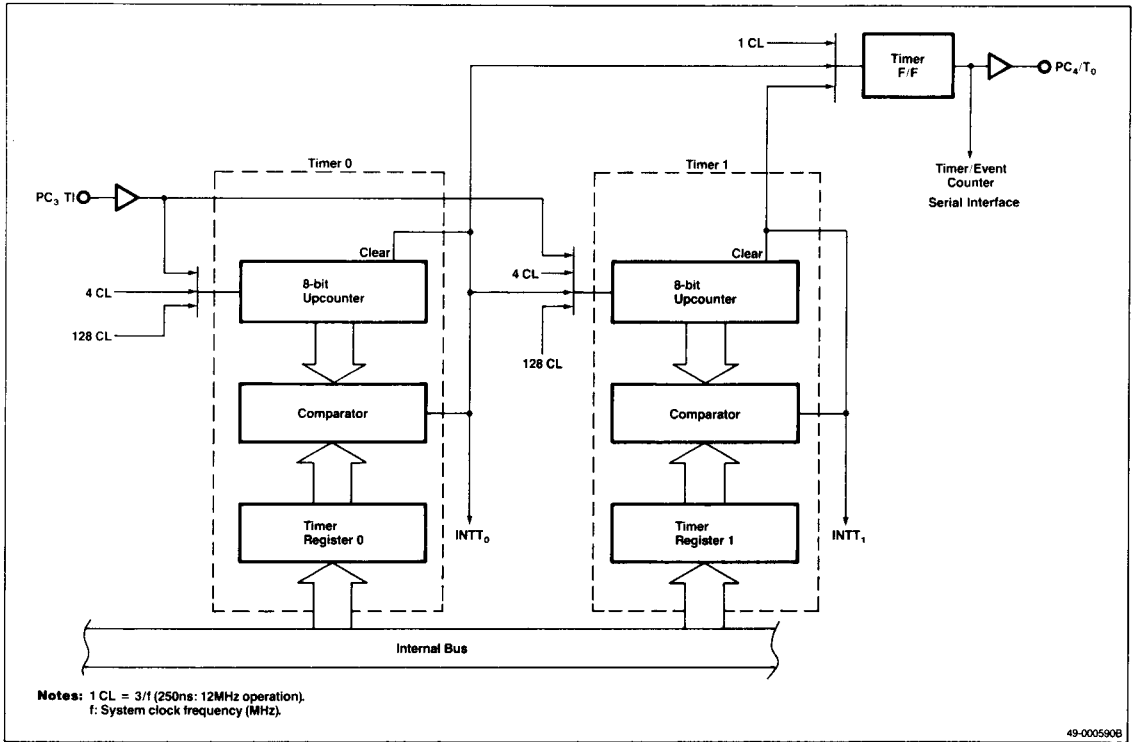 1 CL
Timer
F/F
PC₄/T₀
Timer/Event
Counter
Serial Interface
Timer 0
Timer 1
PC₃ TI
Clear
Clear
4 CL
128 CL
8-bit
Upcounter
4 CL
128 CL
8-bit
Upcounter
Comparator
Comparator
Timer
Register 0
INTT₀
Timer
Register 1
INTT₁
Internal Bus
Notes: 1 CL = 3/f (250ns: 12MHz operation).
f: System clock frequency (MHz).
49-000590B